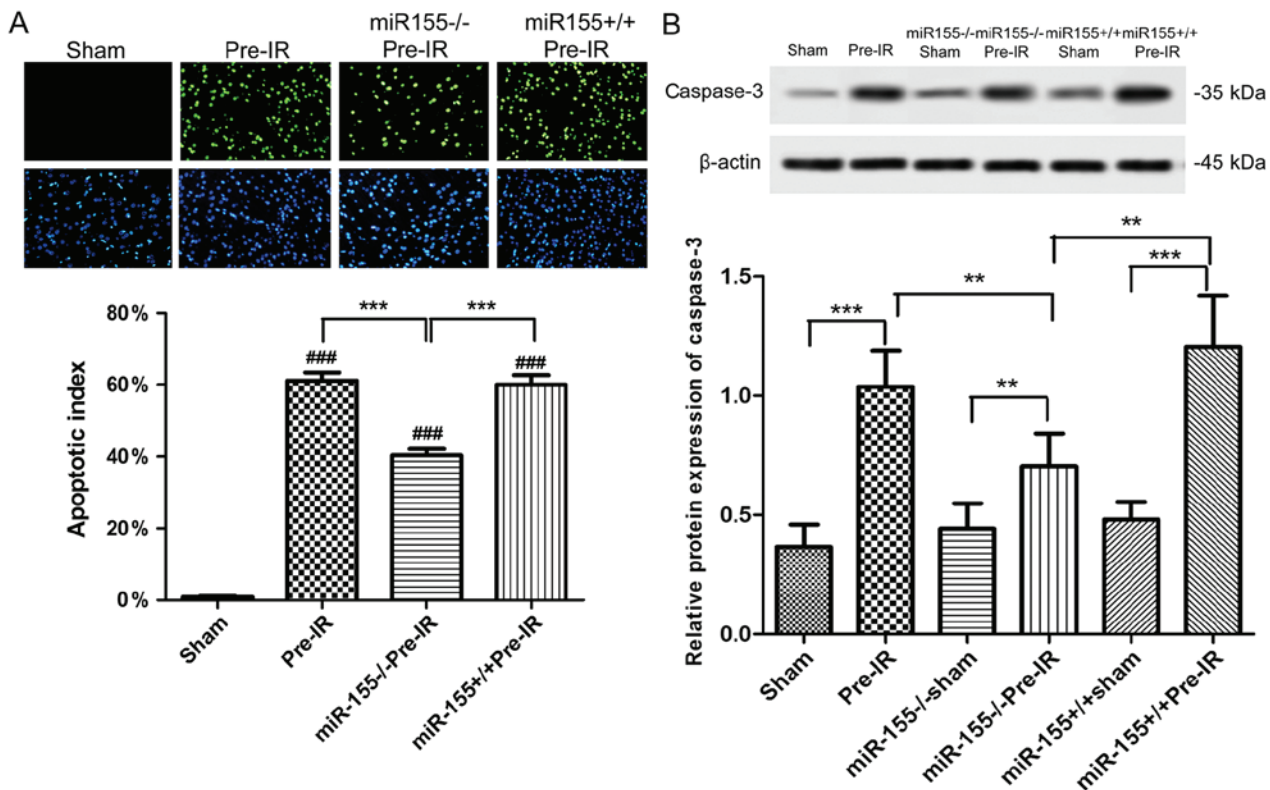 A
Sham
Pre-IR
miR155-/-
Pre-IR
miR155+/+
Pre-IR
80%
60%
40%
20%
0%
Apoptotic index
***
***
###
###
###
Sham
Pre-IR
miR-155-/-Pre-IR
miR-155+/+Pre-IR
B
Sham
Pre-IR
miR155-/-
Sham
miR155-/-
Pre-IR
miR155+/+
Sham
miR155+/+
Pre-IR
Caspase-3
-35 kDa
β-actin
-45 kDa
Relative protein expression of caspase-3
1.5
1.0
0.5
0.0
**
***
**
***
**
Sham
Pre-IR
miR-155-/-sham
miR-155-/-Pre-IR
miR-155+/+sham
miR-155+/+Pre-IR